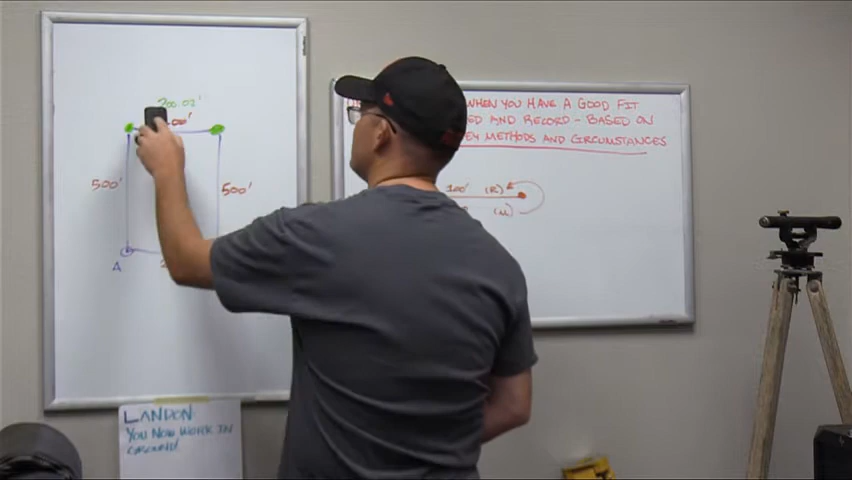 200.02'
500'
500'
A
WHEN YOU HAVE A GOOD FIT
AND RECORD - BASED ON
METHODS AND CIRCUMSTANCES
100' (R)
(M)
LANDON:
YOU NOW WORK IN